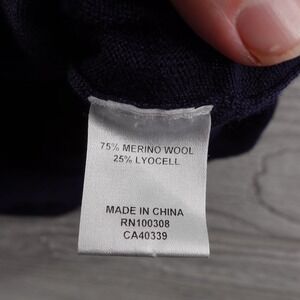 75% MERINO WOOL
25% LYOCELL
MADE IN CHINA
RN100308
CA40339